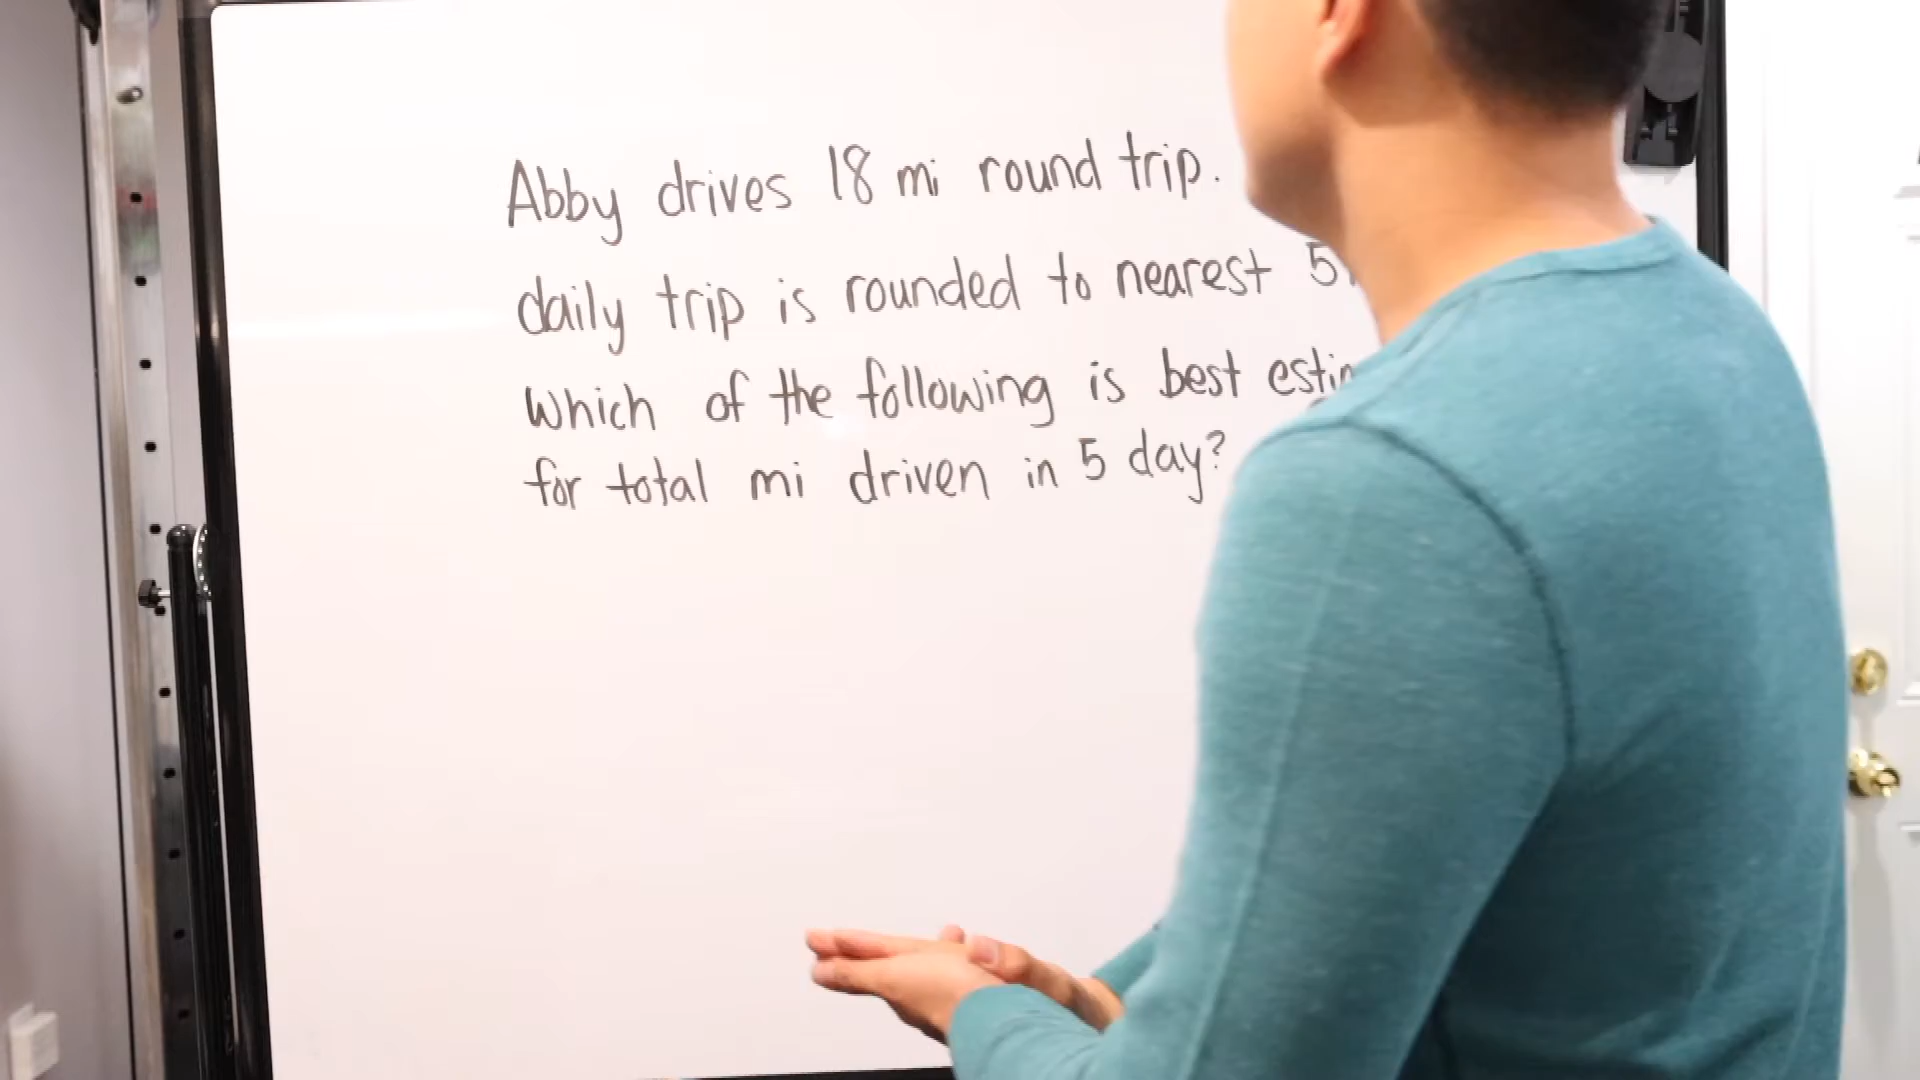 Abby drives 18 mi round trip.
daily trip is rounded to nearest 5
Which of the following is best
for total mi driven in 5 day?